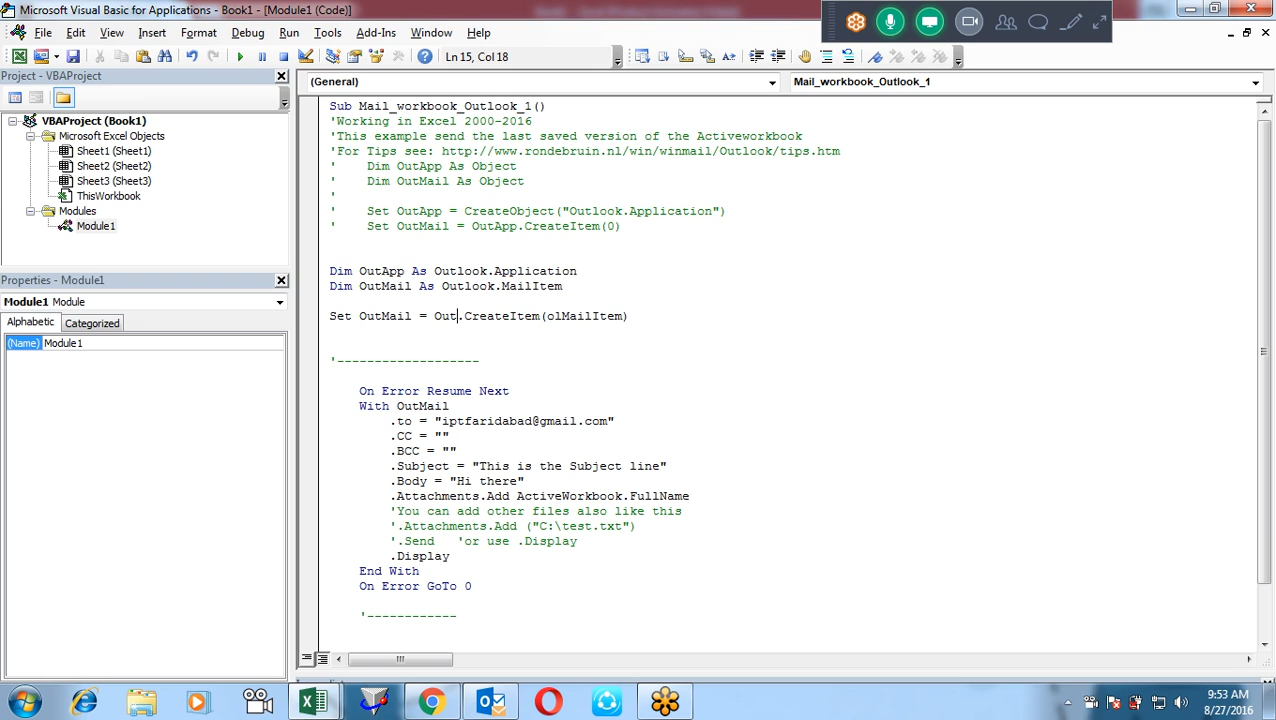 Microsoft Visual Basic for Applications - Book1 - [Module1 (Code)]
File Edit View Insert Format Debug Run Tools Add-Ins Window Help
Ln 15, Col 18
Project - VBAProject
VBAProject (Book1)
Microsoft Excel Objects
Sheet1 (Sheet1)
Sheet2 (Sheet2)
Sheet3 (Sheet3)
ThisWorkbook
Modules
Module1
Properties - Module1
Module1 Module
Alphabetic Categorized
(Name) Module1
(General) Mail_workbook_Outlook_1
Sub Mail_workbook_Outlook_1()
'Working in Excel 2000-2016
'This example send the last saved version of the Activeworkbook
'For Tips see: http://www.rondebruin.nl/win/winmail/Outlook/tips.htm
'    Dim OutApp As Object
'    Dim OutMail As Object
'
'    Set OutApp = CreateObject("Outlook.Application")
'    Set OutMail = OutApp.CreateItem(0)
Dim OutApp As Outlook.Application
Dim OutMail As Outlook.MailItem
Set OutMail = Out.CreateItem(olMailItem)
'-------------------
On Error Resume Next
With OutMail
.to = "iptfaridabad@gmail.com"
.CC = ""
.BCC = ""
.Subject = "This is the Subject line"
.Body = "Hi there"
.Attachments.Add ActiveWorkbook.FullName
'You can add other files also like this
'.Attachments.Add ("C:\test.txt")
'.Send   'or use .Display
.Display
End With
On Error GoTo 0
'------------
9:53 AM
8/27/2016